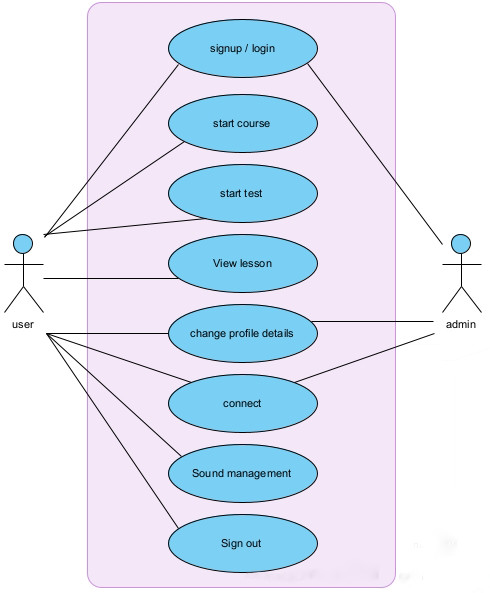 signup / login
start course
start test
View lesson
user
admin
change profile details
connect
Sound management
Sign out